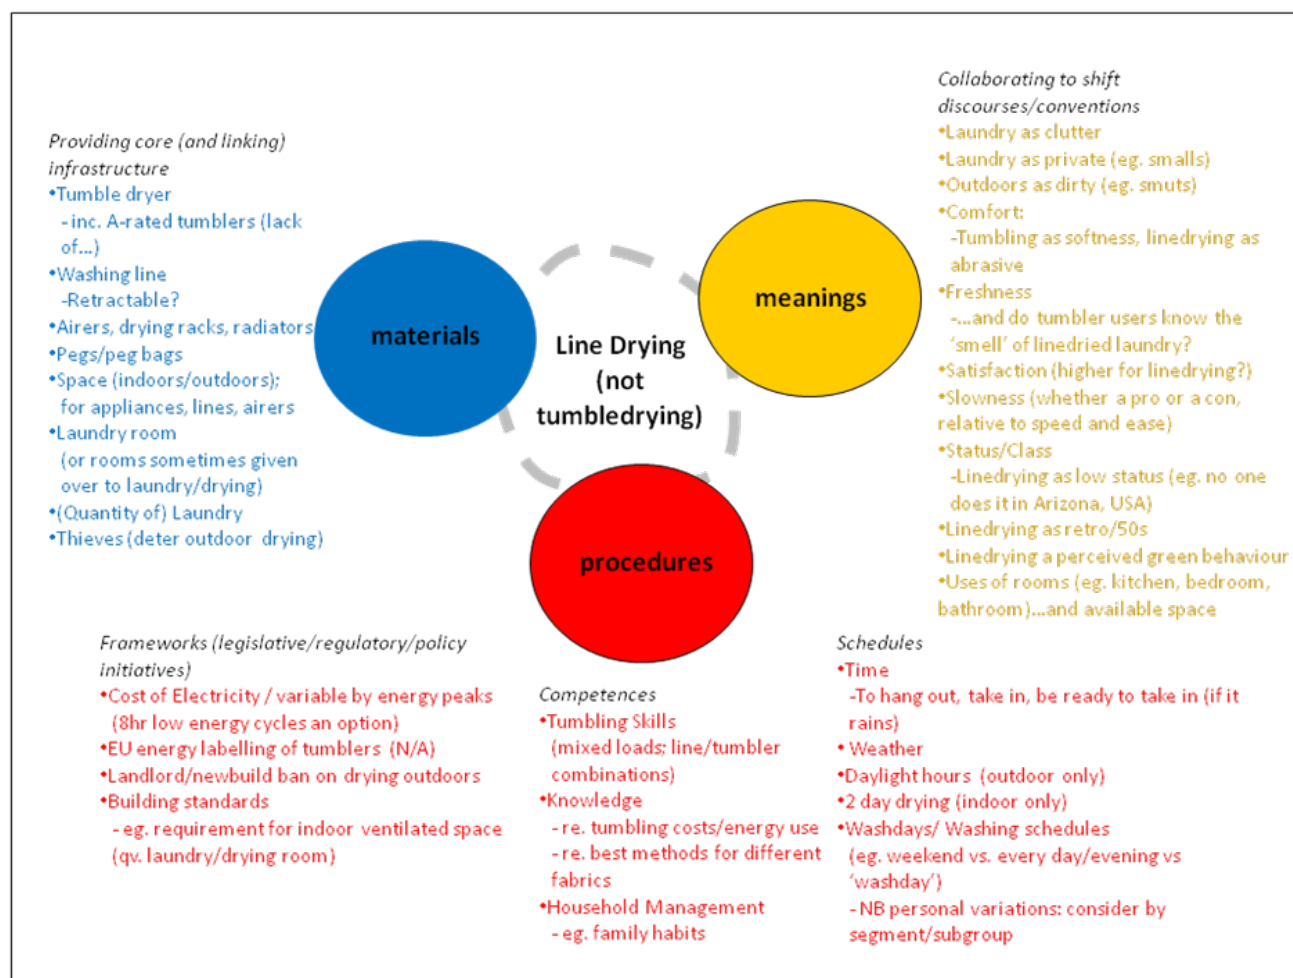 Providing core (and linking)
infrastructure
•Tumble dryer
- inc. A-rated tumblers (lack
of...)
•Washing line
-Retractable?
•Airers, drying racks, radiators
•Pegs/peg bags
•Space (indoors/outdoors);
for appliances, lines, airers
•Laundry room
(or rooms sometimes given
over to laundry/drying)
•(Quantity of) Laundry
•Thieves (deter outdoor drying)
materials
Line Drying
(not
tumbledrying)
meanings
procedures
Collaborating to shift
discourses/conventions
•Laundry as clutter
•Laundry as private (eg. smalls)
•Outdoors as dirty (eg. smuts)
•Comfort:
-Tumbling as softness, linedrying as
abrasive
•Freshness
-...and do tumbler users know the
‘smell’ of linedried laundry?
•Satisfaction (higher for linedrying?)
•Slowness (whether a pro or a con,
relative to speed and ease)
•Status/Class
-Linedrying as low status (eg. no one
does it in Arizona, USA)
•Linedrying as retro/50s
•Linedrying a perceived green behaviour
•Uses of rooms (eg. kitchen, bedroom,
bathroom)...and available space
Frameworks (legislative/regulatory/policy
initiatives)
•Cost of Electricity / variable by energy peaks
(8hr low energy cycles an option)
•EU energy labelling of tumblers (N/A)
•Landlord/newbuild ban on drying outdoors
•Building standards
- eg. requirement for indoor ventilated space
(qv. laundry/drying room)
Competences
•Tumbling Skills
(mixed loads; line/tumbler
combinations)
•Knowledge
- re. tumbling costs/energy use
- re. best methods for different
fabrics
•Household Management
- eg. family habits
Schedules
•Time
-To hang out, take in, be ready to take in (if it
rains)
• Weather
•Daylight hours (outdoor only)
•2 day drying (indoor only)
•Washdays/ Washing schedules
(eg. weekend vs. every day/evening vs
‘washday’)
- NB personal variations: consider by
segment/subgroup